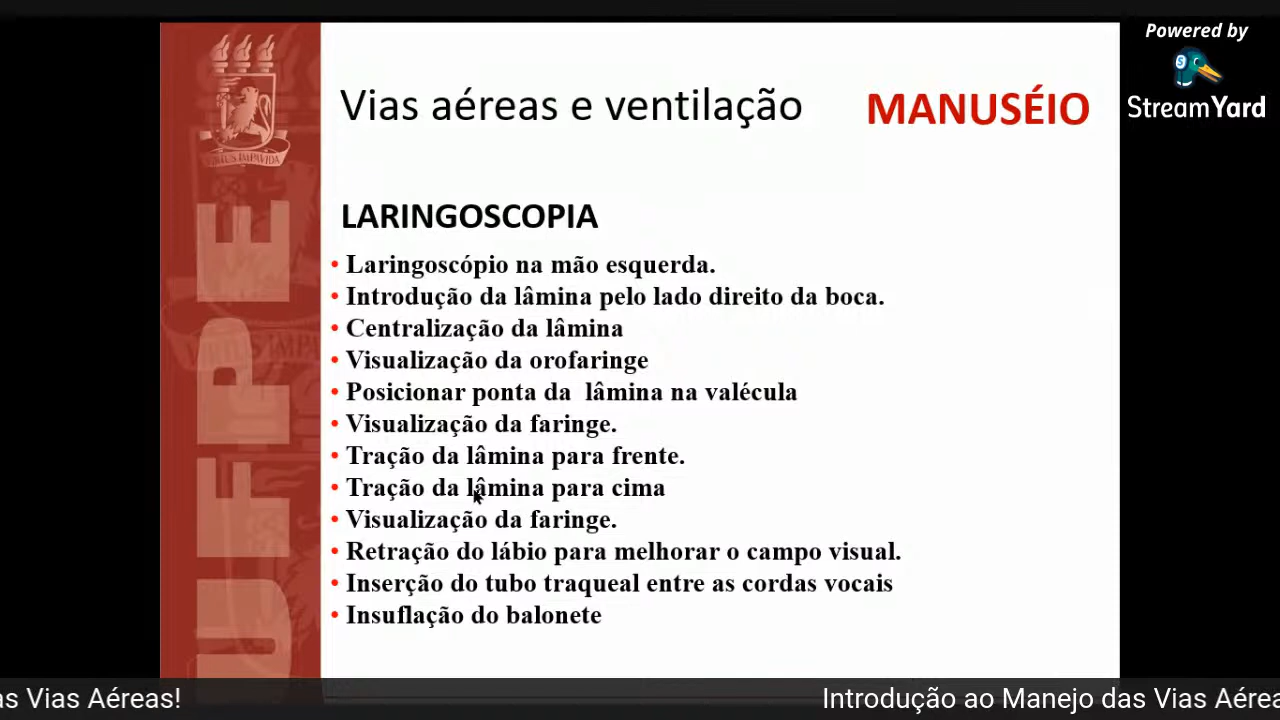 Powered by
StreamYard
Vias aéreas e ventilação
MANUSÉIO
VIRTUS IMPAVIDA
UFPE
LARINGOSCOPIA
• Laringoscópio na mão esquerda.
• Introdução da lâmina pelo lado direito da boca.
• Centralização da lâmina
• Visualização da orofaringe
• Posicionar ponta da lâmina na valécula
• Visualização da faringe.
• Tração da lâmina para frente.
• Tração da lâmina para cima
• Visualização da faringe.
• Retração do lábio para melhorar o campo visual.
• Inserção do tubo traqueal entre as cordas vocais
• Insuflação do balonete
as Vias Aéreas!
Introdução ao Manejo das Vias Aérea